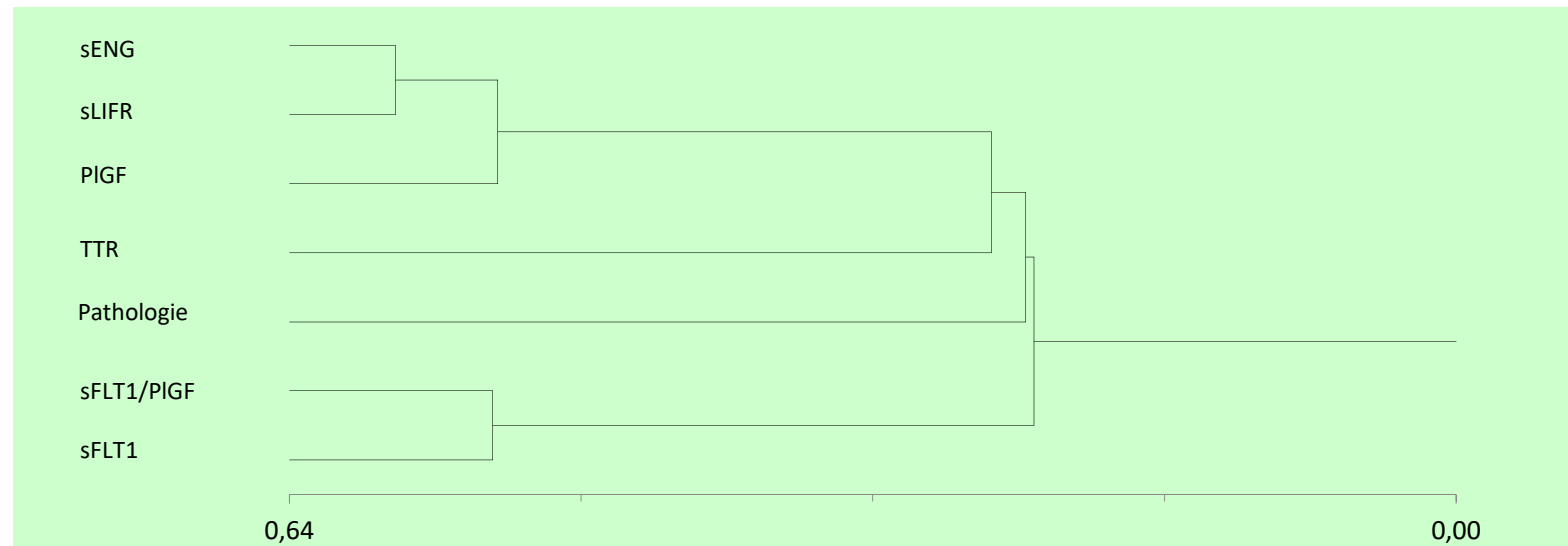 sENG
sLIFR
PlGF
TTR
Pathologie
sFLT1/PlGF
sFLT1
0,64 0,00